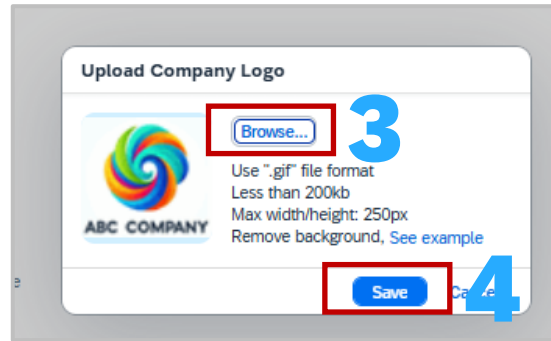 Upload Company Logo
Browse...
3
Use ".gif" file format
Less than 200kb
Max width/height: 250px
Remove background, See example
ABC COMPANY
Save
4